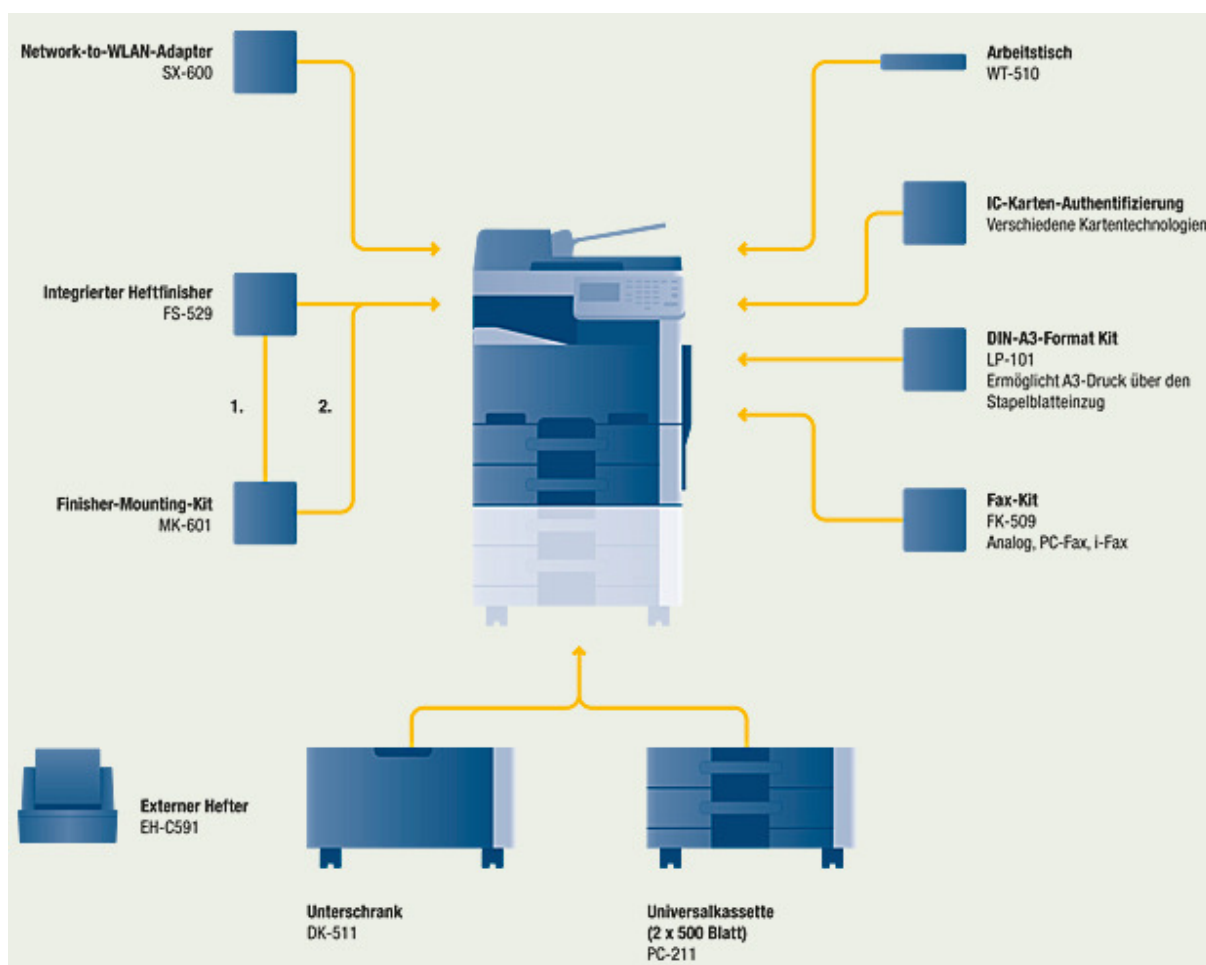 Network-to-WLAN-Adapter
SX-600
Arbeitstisch
WT-510
IC-Karten-Authentifizierung
Verschiedene Kartentechnologien
Integrierter Heftfinisher
FS-529
DIN-A3-Format Kit
LP-101
Ermöglicht A3-Druck über den
Stapelblatteinzug
1.
2.
Finisher-Mounting-Kit
MK-601
Fax-Kit
FK-509
Analog, PC-Fax, i-Fax
Externer Hefter
EH-C591
Unterschrank
DK-511
Universalkassette
(2 x 500 Blatt)
PC-211